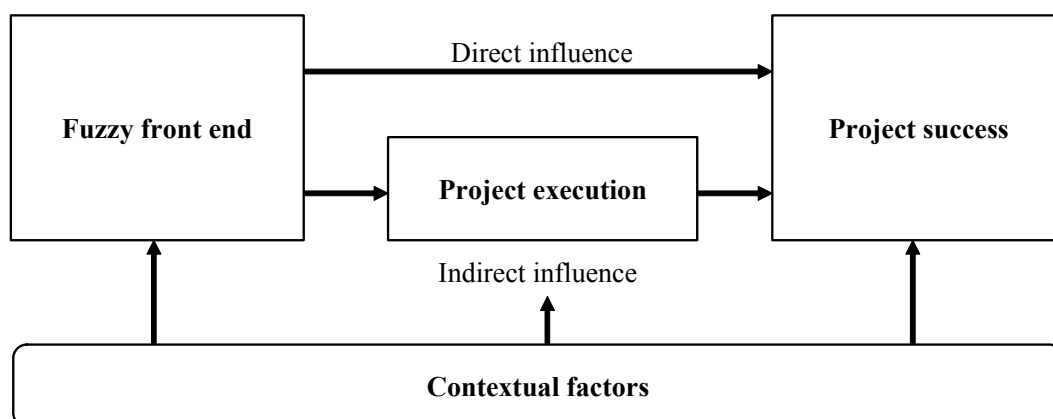 Direct influence
Fuzzy front end
Project success
Project execution
Indirect influence
Contextual factors